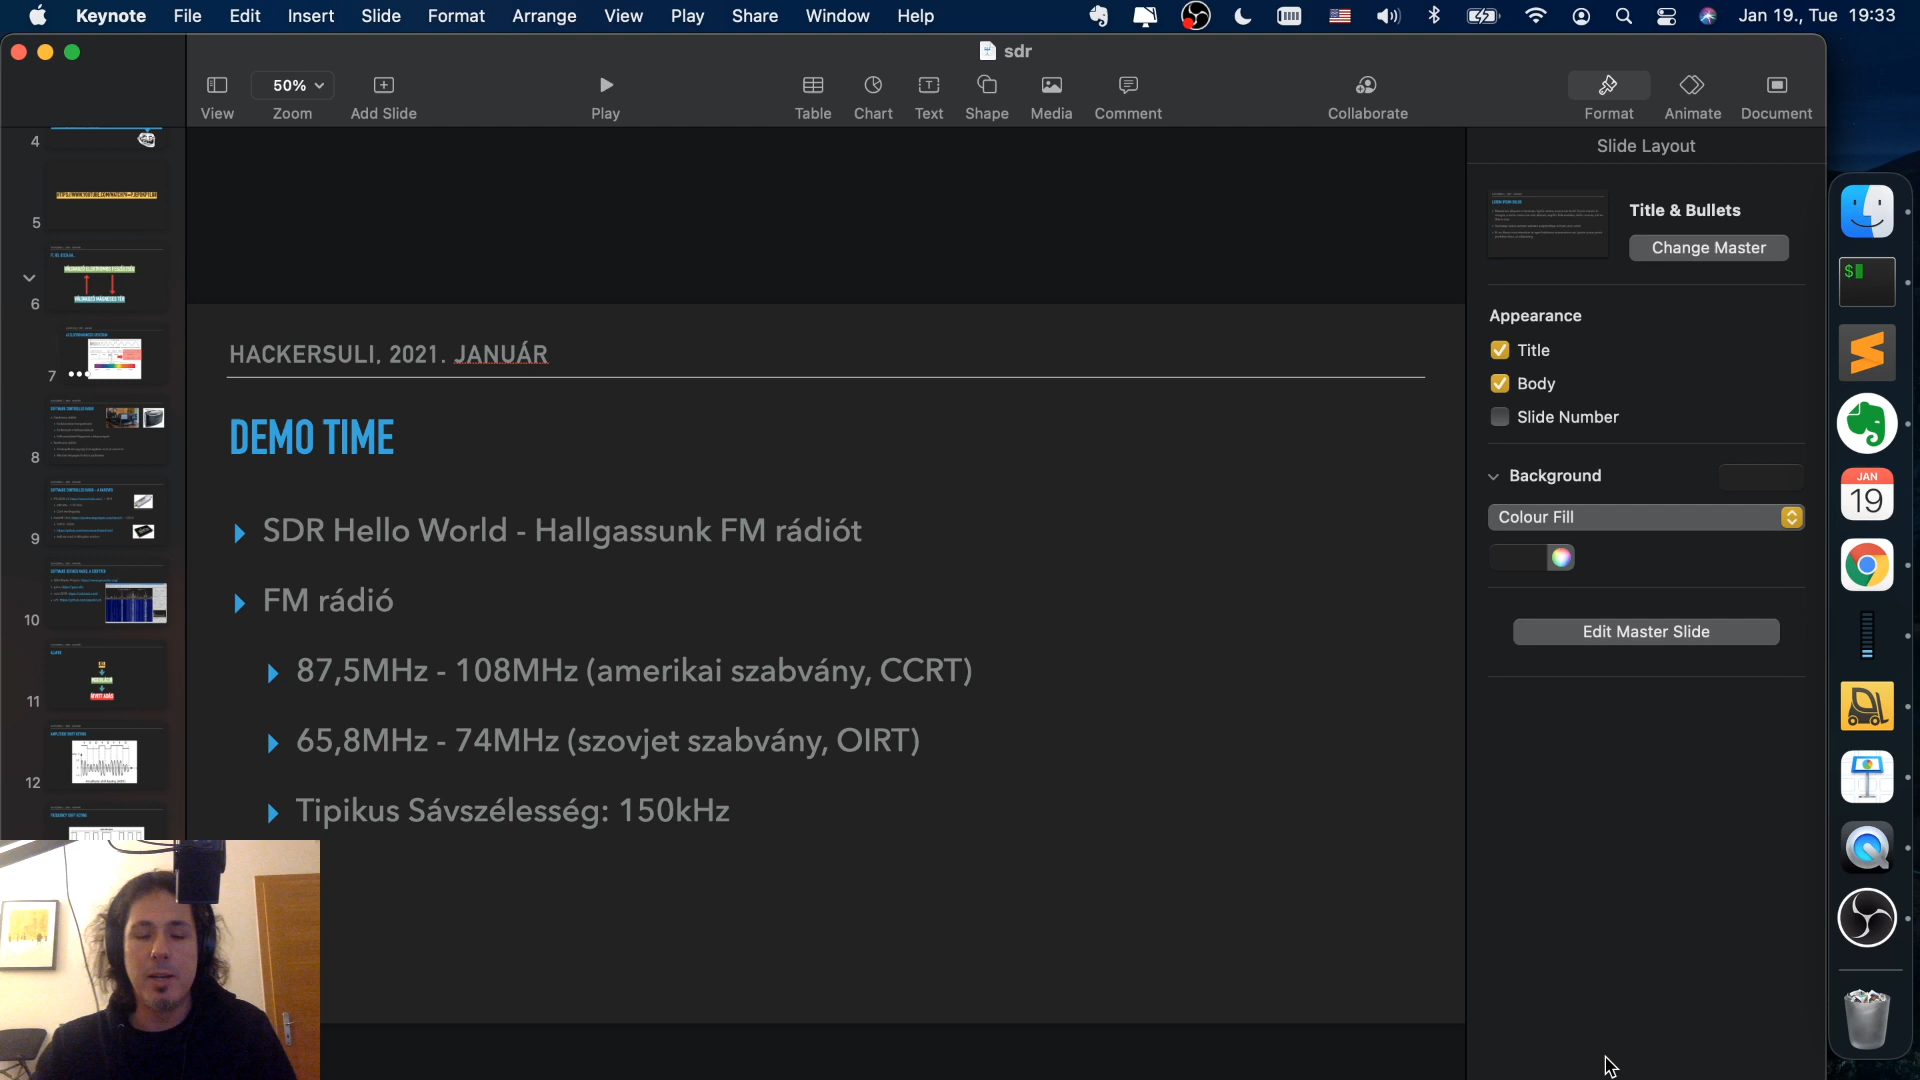 Keynote File Edit Insert Slide Format Arrange View Play Share Window Help Jan 19., Tue 19:33
sdr
50%
View Zoom Add Slide Play Table Chart Text Shape Media Comment Collaborate Format Animate Document
Slide Layout
4
5
6
7
8
9
10
11
12
HACKERSULI, 2021. JANUÁR
DEMO TIME
SDR Hello World - Hallgassunk FM rádiót
FM rádió
87,5MHz - 108MHz (amerikai szabvány, CCRT)
65,8MHz - 74MHz (szovjet szabvány, OIRT)
Tipikus Sávszélesség: 150kHz
Title & Bullets
Change Master
Appearance
Title
Body
Slide Number
Background
Colour Fill
Edit Master Slide
JAN
19